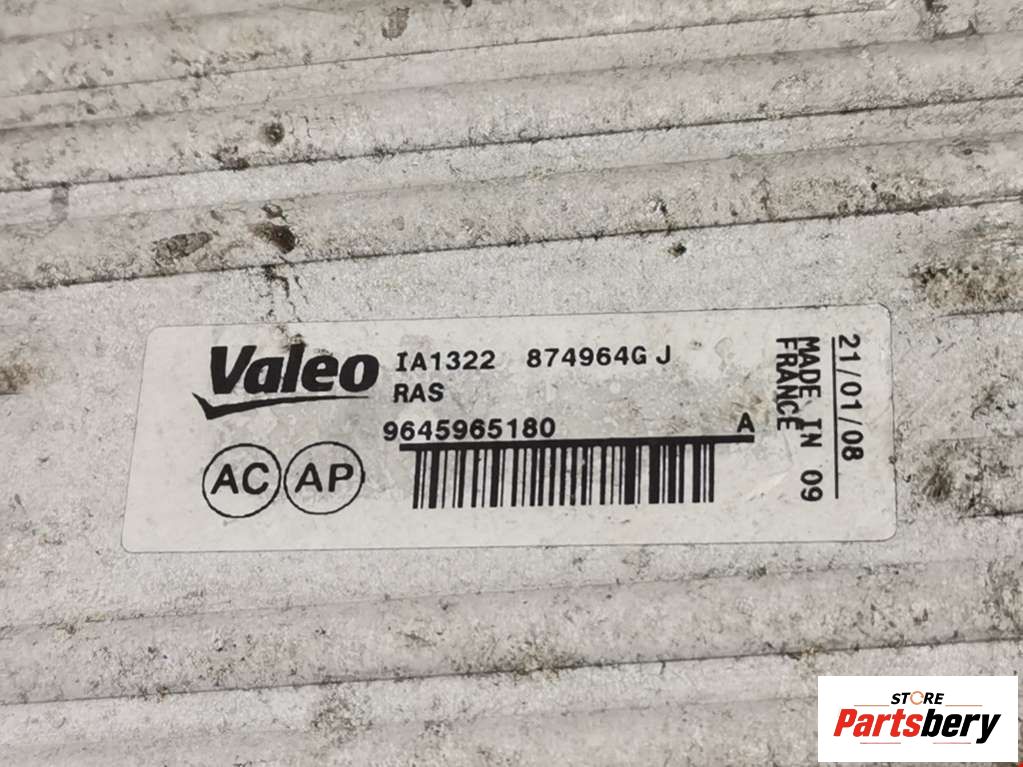 Valeo
IA1322 874964G J
RAS
9645965180 A
AC AP
21/01/08
MADE IN 09
FRANCE
STORE
Partsbery